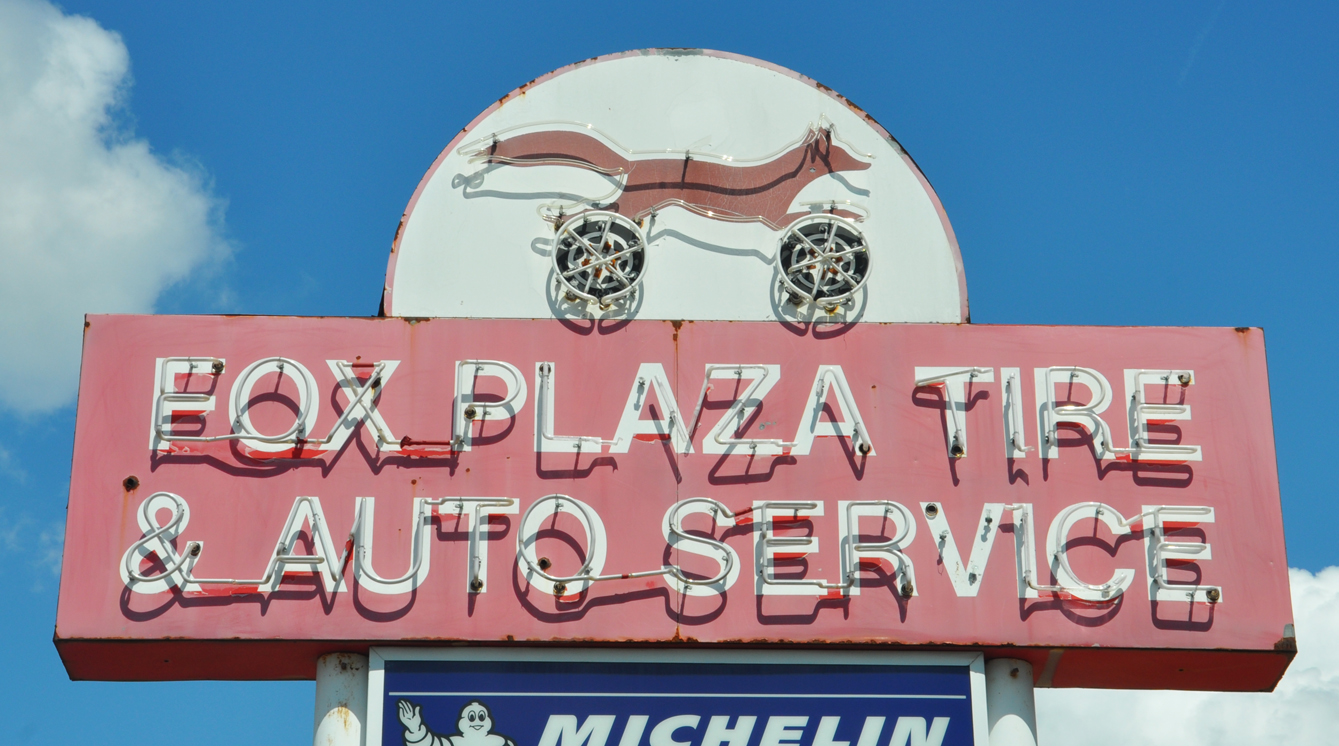 FOX PLAZA TIRE
& AUTO SERVICE
MICHELIN